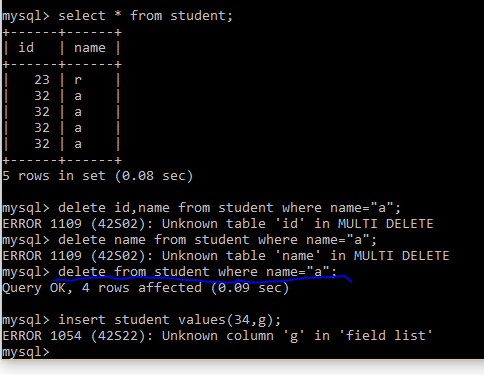 mysql> select * from student;
+------+------+
| id   | name |
+------+------+
|   23 | r    |
|   32 | a    |
|   32 | a    |
|   32 | a    |
|   32 | a    |
+------+------+
5 rows in set (0.08 sec)
mysql> delete id,name from student where name="a";
ERROR 1109 (42S02): Unknown table 'id' in MULTI DELETE
mysql> delete name from student where name="a";
ERROR 1109 (42S02): Unknown table 'name' in MULTI DELETE
mysql> delete from student where name="a";
Query OK, 4 rows affected (0.09 sec)
mysql> insert student values(34,g);
ERROR 1054 (42S22): Unknown column 'g' in 'field list'
mysql>